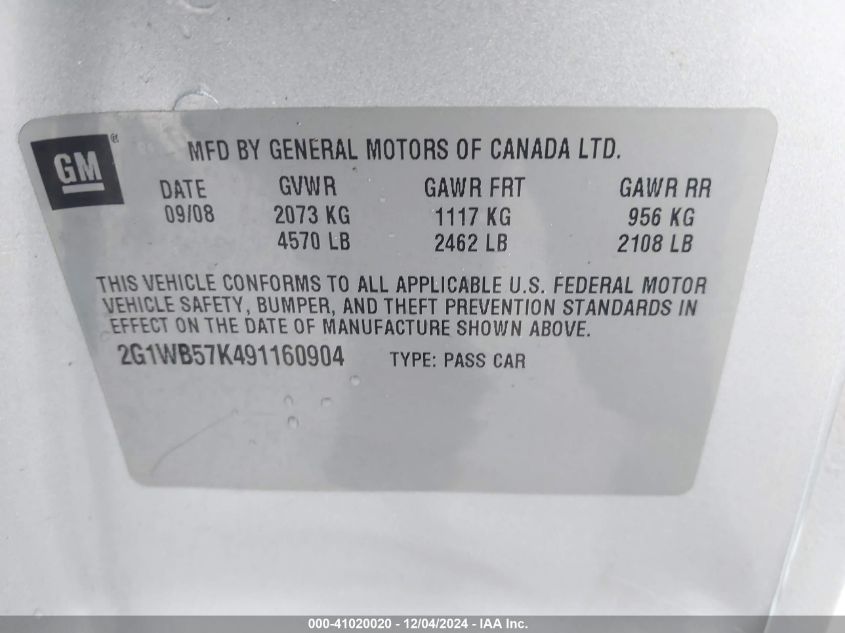 GM ®
MFD BY GENERAL MOTORS OF CANADA LTD.
DATE GVWR GAWR FRT GAWR RR
09/08 2073 KG 1117 KG 956 KG
4570 LB 2462 LB 2108 LB
THIS VEHICLE CONFORMS TO ALL APPLICABLE U.S. FEDERAL MOTOR
VEHICLE SAFETY, BUMPER, AND THEFT PREVENTION STANDARDS IN
EFFECT ON THE DATE OF MANUFACTURE SHOWN ABOVE.
2G1WB57K491160904 TYPE: PASS CAR
000-41020020 - 12/04/2024 - IAA Inc.